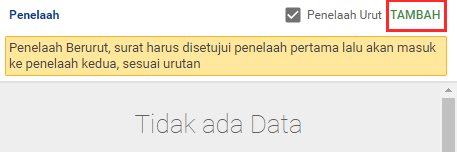 Penelaah Penelaah Urut TAMBAH
Penelaah Berurut, surat harus disetujui penelaah pertama lalu akan masuk
ke penelaah kedua, sesuai urutan
Tidak ada Data